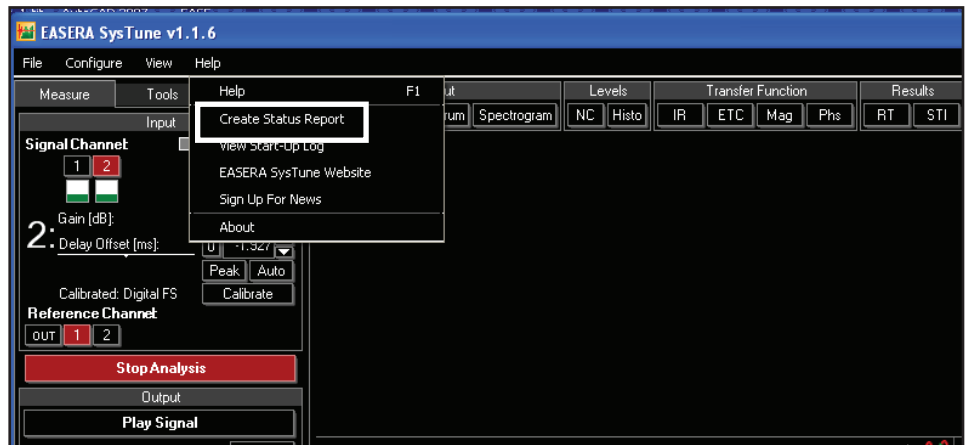 EASERA SysTune v1.1.6
File Configure View Help
Measure Tools
Help F1
Create Status Report
View Start-Up Log
EASERA SysTune Website
Sign Up For News
About
Levels Transfer Function Results
Spectrogram NC Histo IR ETC Mag Phs RT STI
Input
Signal Channel:
1 2
2:
Gain [dB]:
Delay Offset [ms]: 0 -1.927
Peak Auto
Calibrated: Digital FS Calibrate
Reference Channel:
OUT 1 2
Stop Analysis
Output
Play Signal